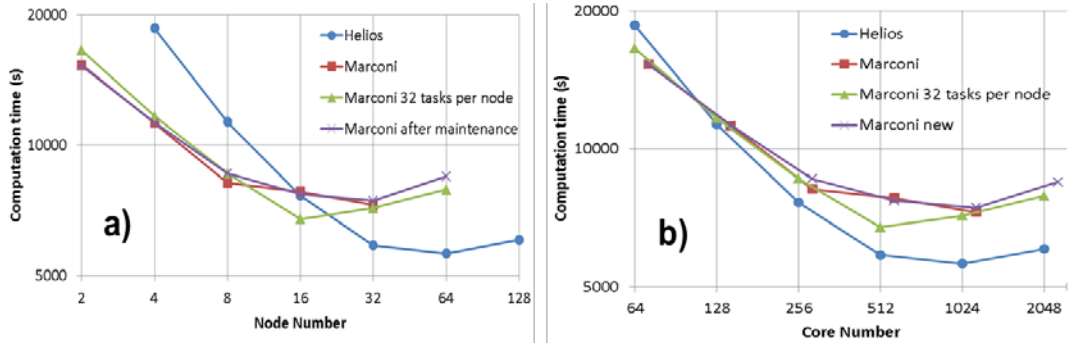 20000
10000
5000
Computation time (s)
Helios
Marconi
Marconi 32 tasks per node
Marconi after maintenance
a)
2 4 8 16 32 64 128
Node Number
20000
10000
5000
Computation time (s)
Helios
Marconi
Marconi 32 tasks per node
Marconi new
b)
64 128 256 512 1024 2048
Core Number